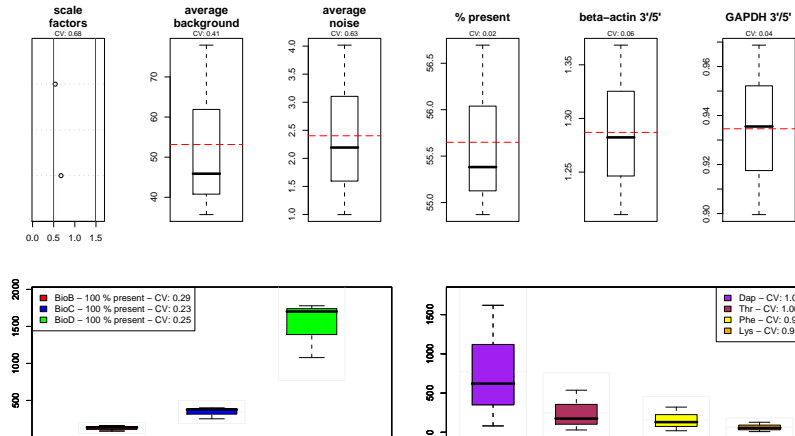 scale factors
CV: 0.68
0.0 0.5 1.0 1.5
average background
CV: 0.41
40 50 60 70
average noise
CV: 0.63
1.0 1.5 2.0 2.5 3.0 3.5 4.0
% present
CV: 0.02
55.0 55.5 56.0 56.5
beta−actin 3'/5'
CV: 0.06
1.25 1.30 1.35
GAPDH 3'/5'
CV: 0.04
0.90 0.92 0.94 0.96
500 1000 1500 2000
BioB − 100 % present − CV: 0.29
BioC − 100 % present − CV: 0.23
BioD − 100 % present − CV: 0.25
0 500 1000 1500
Dap − CV: 1.0
Thr − CV: 1.0
Phe − CV: 0.9
Lys − CV: 0.9